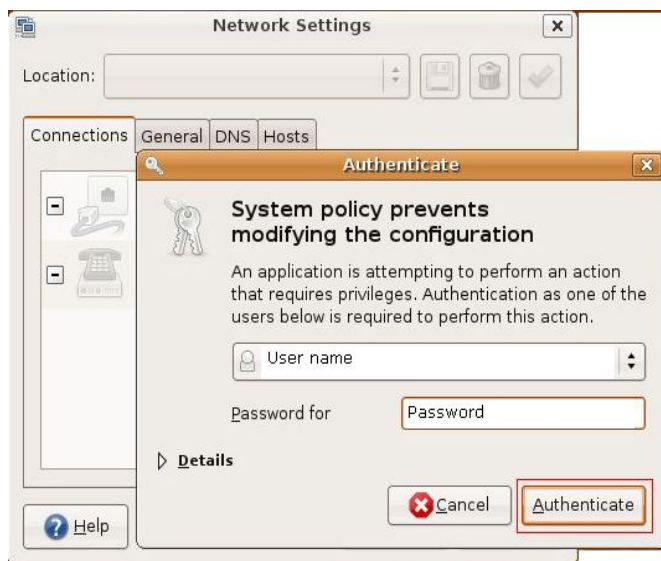 Network Settings
Location:
Connections General DNS Hosts
Authenticate
System policy prevents
modifying the configuration
An application is attempting to perform an action
that requires privileges. Authentication as one of the
users below is required to perform this action.
User name
Password for Password
Details
Cancel Authenticate
Help